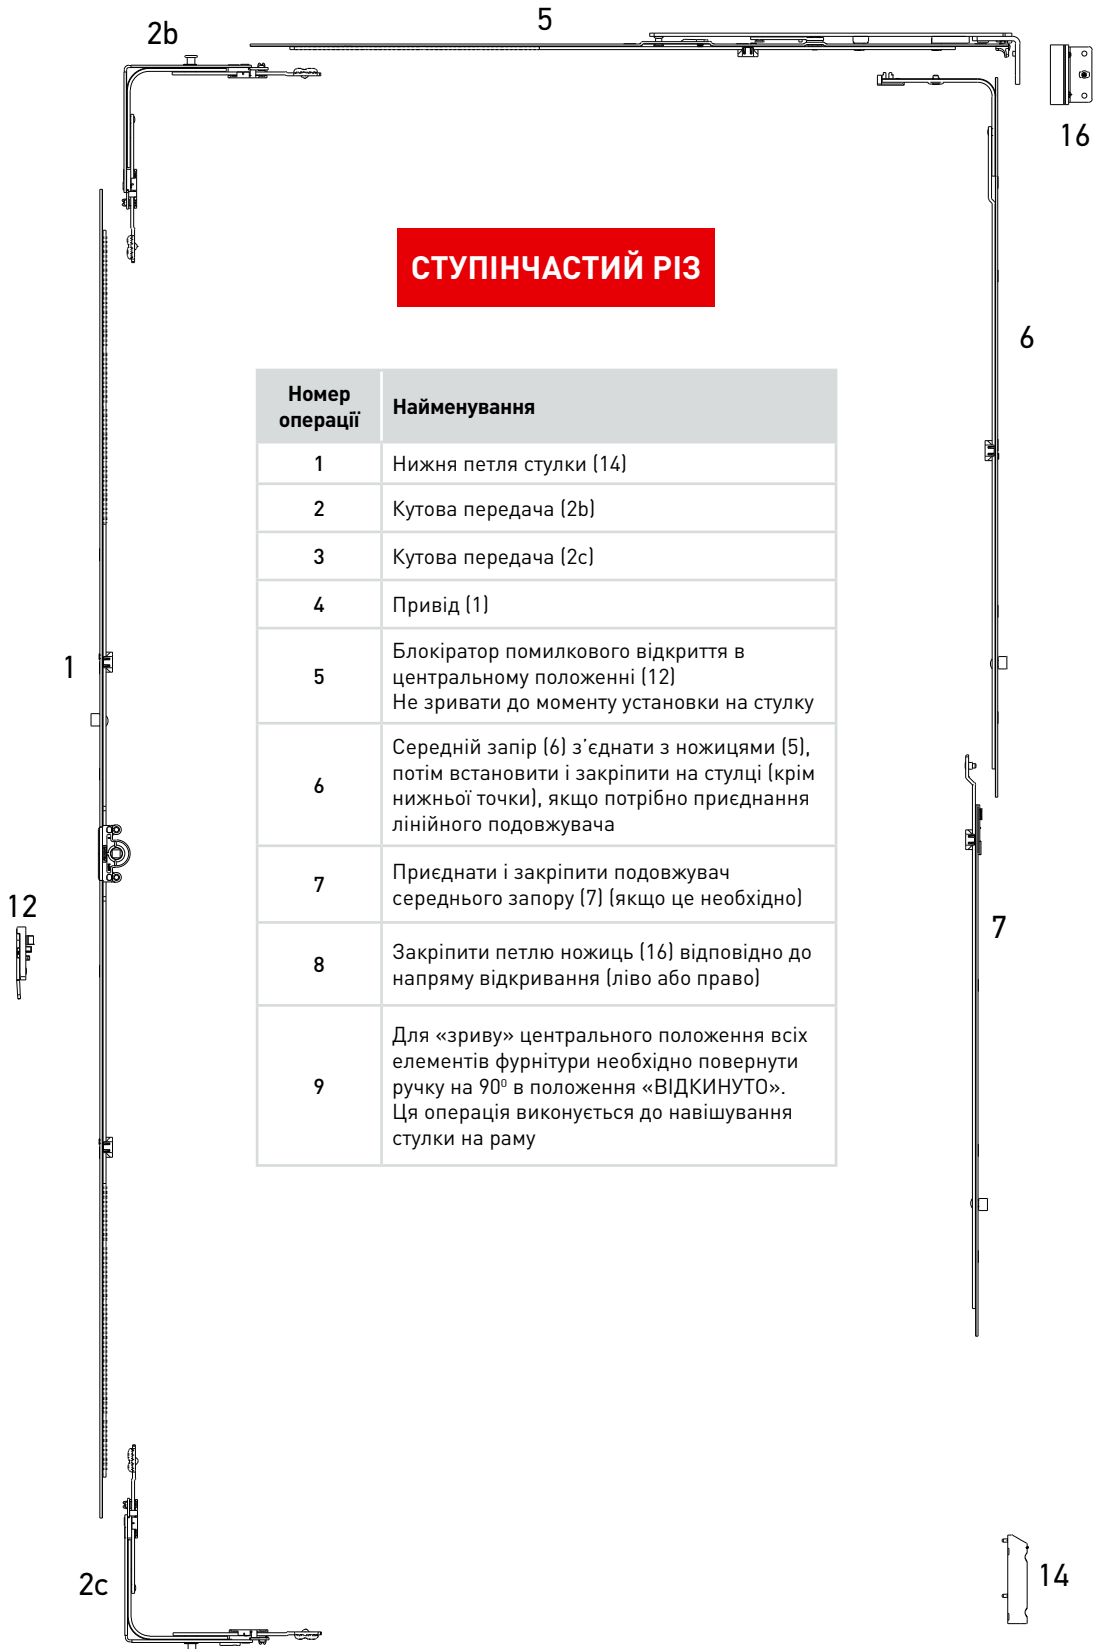 5
2b
16
СТУПІНЧАСТИЙ РІЗ
6
Номер операції
Найменування
1
Нижня петля стулки (14)
2
Кутова передача (2b)
3
Кутова передача (2c)
4
Привід (1)
5
Блокіратор помилкового відкриття в
центральному положенні (12)
Не зривати до моменту установки на стулку
6
Середній запір (6) з’єднати з ножицями (5),
потім встановити і закріпити на стулці (крім
нижньої точки), якщо потрібно приєднання
лінійного подовжувача
7
Приєднати і закріпити подовжувач
середнього запору (7) (якщо це необхідно)
8
Закріпити петлю ножиць (16) відповідно до
напряму відкривання (ліво або право)
9
Для «зриву» центрального положення всіх
елементів фурнітури необхідно повернути
ручку на 90⁰ в положення «ВІДКИНУТО».
Ця операція виконується до навішування
стулки на раму
1
12
7
2c
14